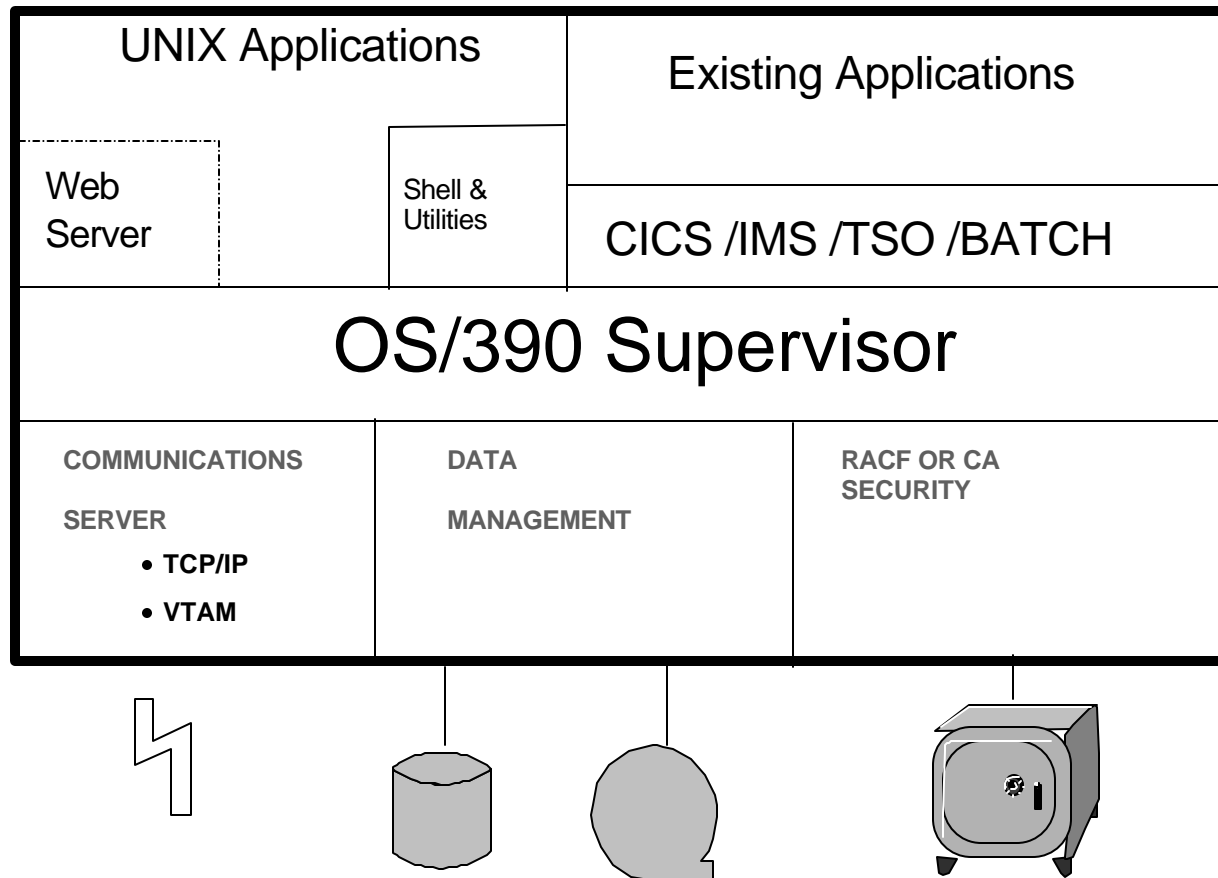 UNIX Applications
Existing Applications
Web
Server
Shell &
Utilities
CICS /IMS /TSO /BATCH
OS/390 Supervisor
COMMUNICATIONS
SERVER
• TCP/IP
• VTAM
DATA
MANAGEMENT
RACF OR CA
SECURITY